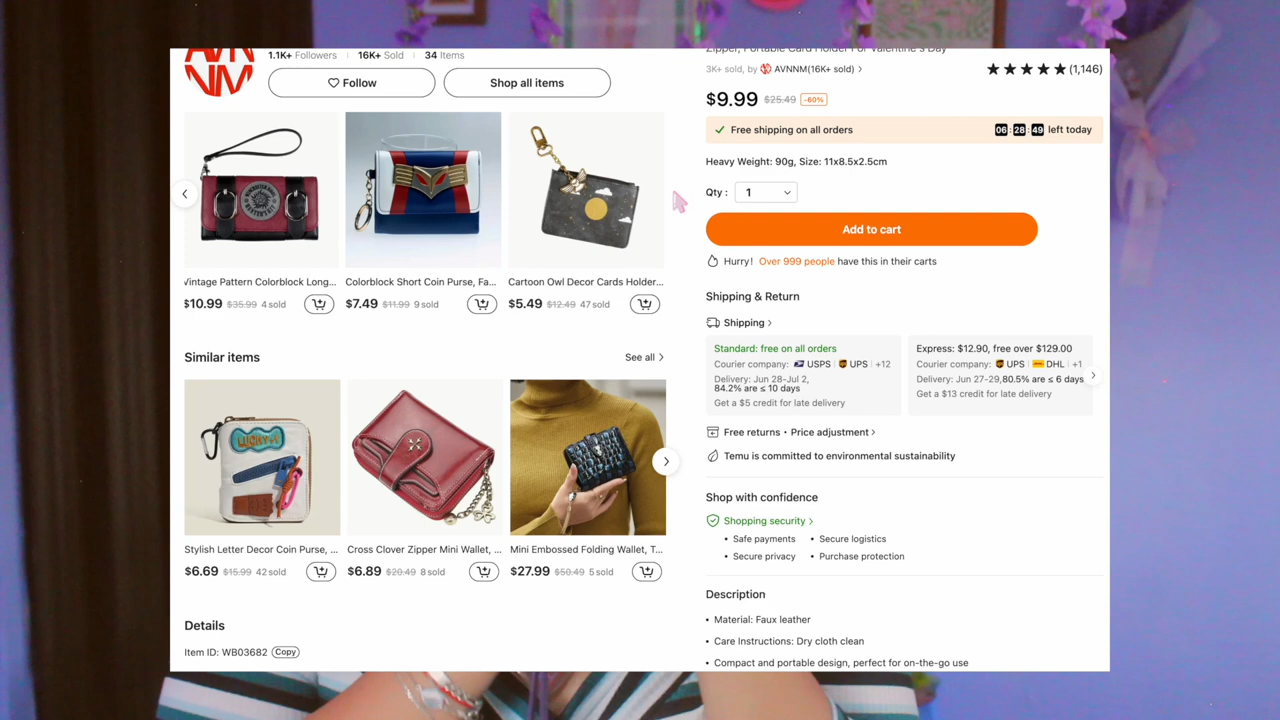 AVN
NM
1.1K+ Followers 16K+ Sold 34 Items
Follow Shop all items
Vintage Pattern Colorblock Long... Colorblock Short Coin Purse, Fa... Cartoon Owl Decor Cards Holder...
$10.99 $35.99 4 sold $7.49 $11.99 9 sold $5.49 $12.49 47 sold
Similar items See all >
Stylish Letter Decor Coin Purse, ... Cross Clover Zipper Mini Wallet, ... Mini Embossed Folding Wallet, T...
$6.69 $15.99 42 sold $6.89 $20.49 8 sold $27.99 $50.49 5 sold
Details
Item ID: WB03682 Copy
Zipper, Portable Card Holder For Valentine's Day
3K+ sold, by AVNNM(16K+ sold) > (1,146)
$9.99 $25.49 -60%
Free shipping on all orders 06:28:49 left today
Heavy Weight: 90g, Size: 11x8.5x2.5cm
Qty : 1
Add to cart
Hurry! Over 999 people have this in their carts
Shipping & Return
Shipping >
Standard: free on all orders
Courier company: USPS UPS +12
Delivery: Jun 28-Jul 2,
84.2% are ≤ 10 days
Get a $5 credit for late delivery
Express: $12.90, free over $129.00
Courier company: UPS DHL +1
Delivery: Jun 27-29,80.5% are ≤ 6 days
Get a $13 credit for late delivery
Free returns • Price adjustment >
Temu is committed to environmental sustainability
Shop with confidence
Shopping security >
• Safe payments • Secure logistics
• Secure privacy • Purchase protection
Description
• Material: Faux leather
• Care Instructions: Dry cloth clean
• Compact and portable design, perfect for on-the-go use